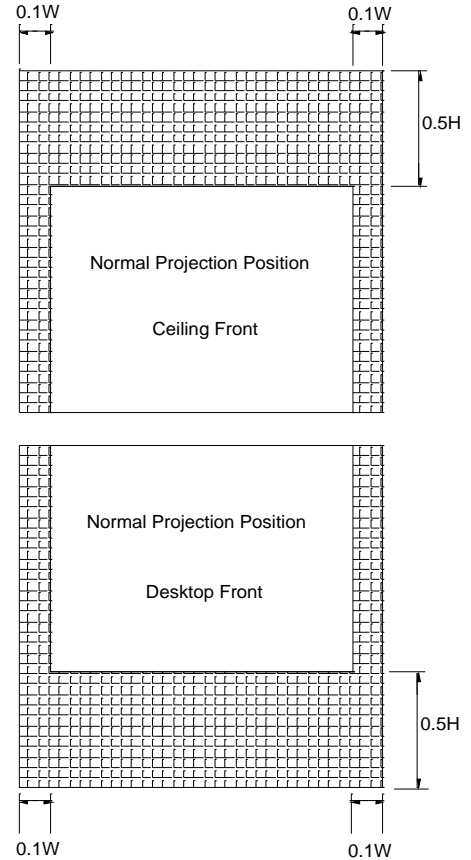 0.1W 0.1W
0.5H
Normal Projection Position
Ceiling Front
Normal Projection Position
Desktop Front
0.5H
0.1W 0.1W